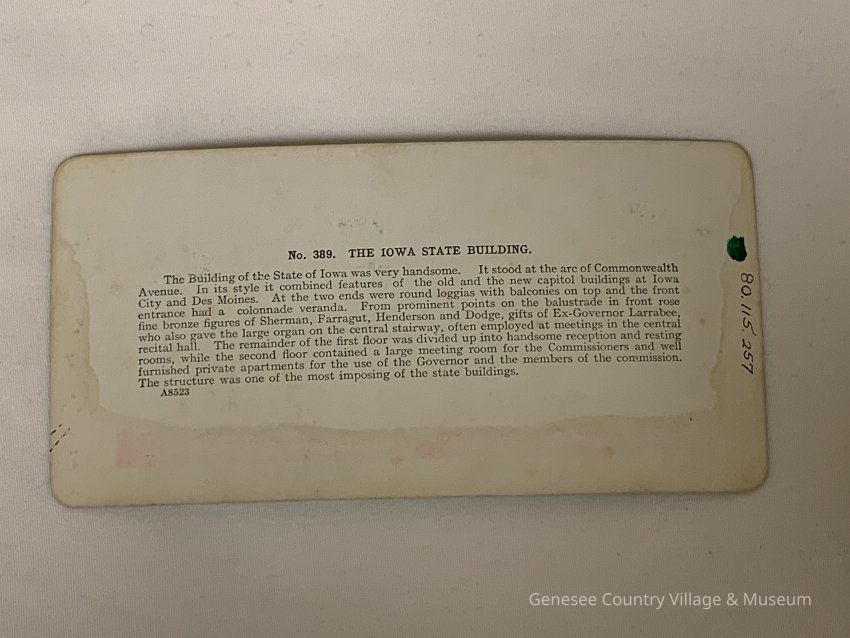 No. 389. THE IOWA STATE BUILDING.
The Building of the State of Iowa was very handsome. It stood at the arc of Commonwealth
Avenue. In its style it combined features of the old and the new capitol buildings at Iowa
City and Des Moines. At the two ends were round loggias with balconies on top and the front
entrance had a colonnade veranda. From prominent points on the balustrade in front rose
fine bronze figures of Sherman, Farragut, Henderson and Dodge, gifts of Ex-Governor Larrabee,
who also gave the large organ on the central stairway, often employed at meetings in the central
recital hall. The remainder of the first floor was divided up into handsome reception and resting
rooms, while the second floor contained a large meeting room for the Commissioners and well
furnished private apartments for the use of the Governor and the members of the commission.
The structure was one of the most imposing of the state buildings.
A8523
80.115.257
Genesee Country Village & Museum